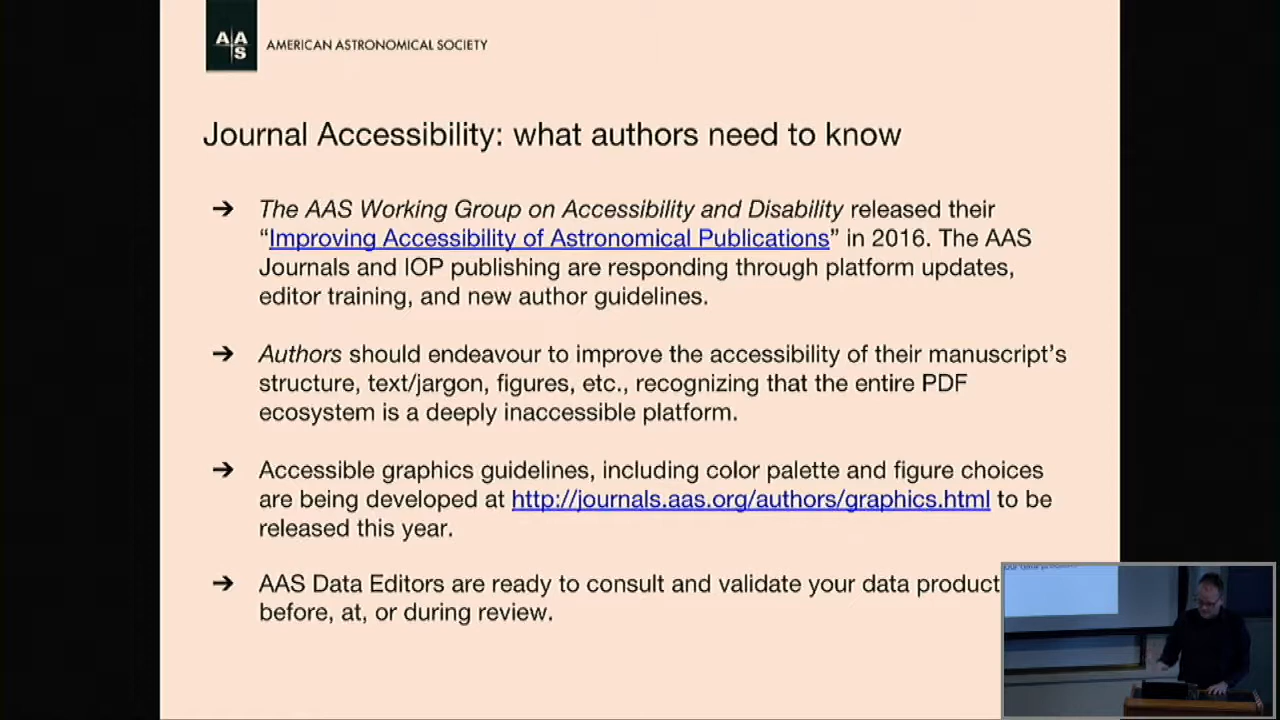 AAS
AMERICAN ASTRONOMICAL SOCIETY
Journal Accessibility: what authors need to know
➔ The AAS Working Group on Accessibility and Disability released their
“Improving Accessibility of Astronomical Publications” in 2016. The AAS
Journals and IOP publishing are responding through platform updates,
editor training, and new author guidelines.
➔ Authors should endeavour to improve the accessibility of their manuscript’s
structure, text/jargon, figures, etc., recognizing that the entire PDF
ecosystem is a deeply inaccessible platform.
➔ Accessible graphics guidelines, including color palette and figure choices
are being developed at http://journals.aas.org/authors/graphics.html to be
released this year.
➔ AAS Data Editors are ready to consult and validate your data product
before, at, or during review.